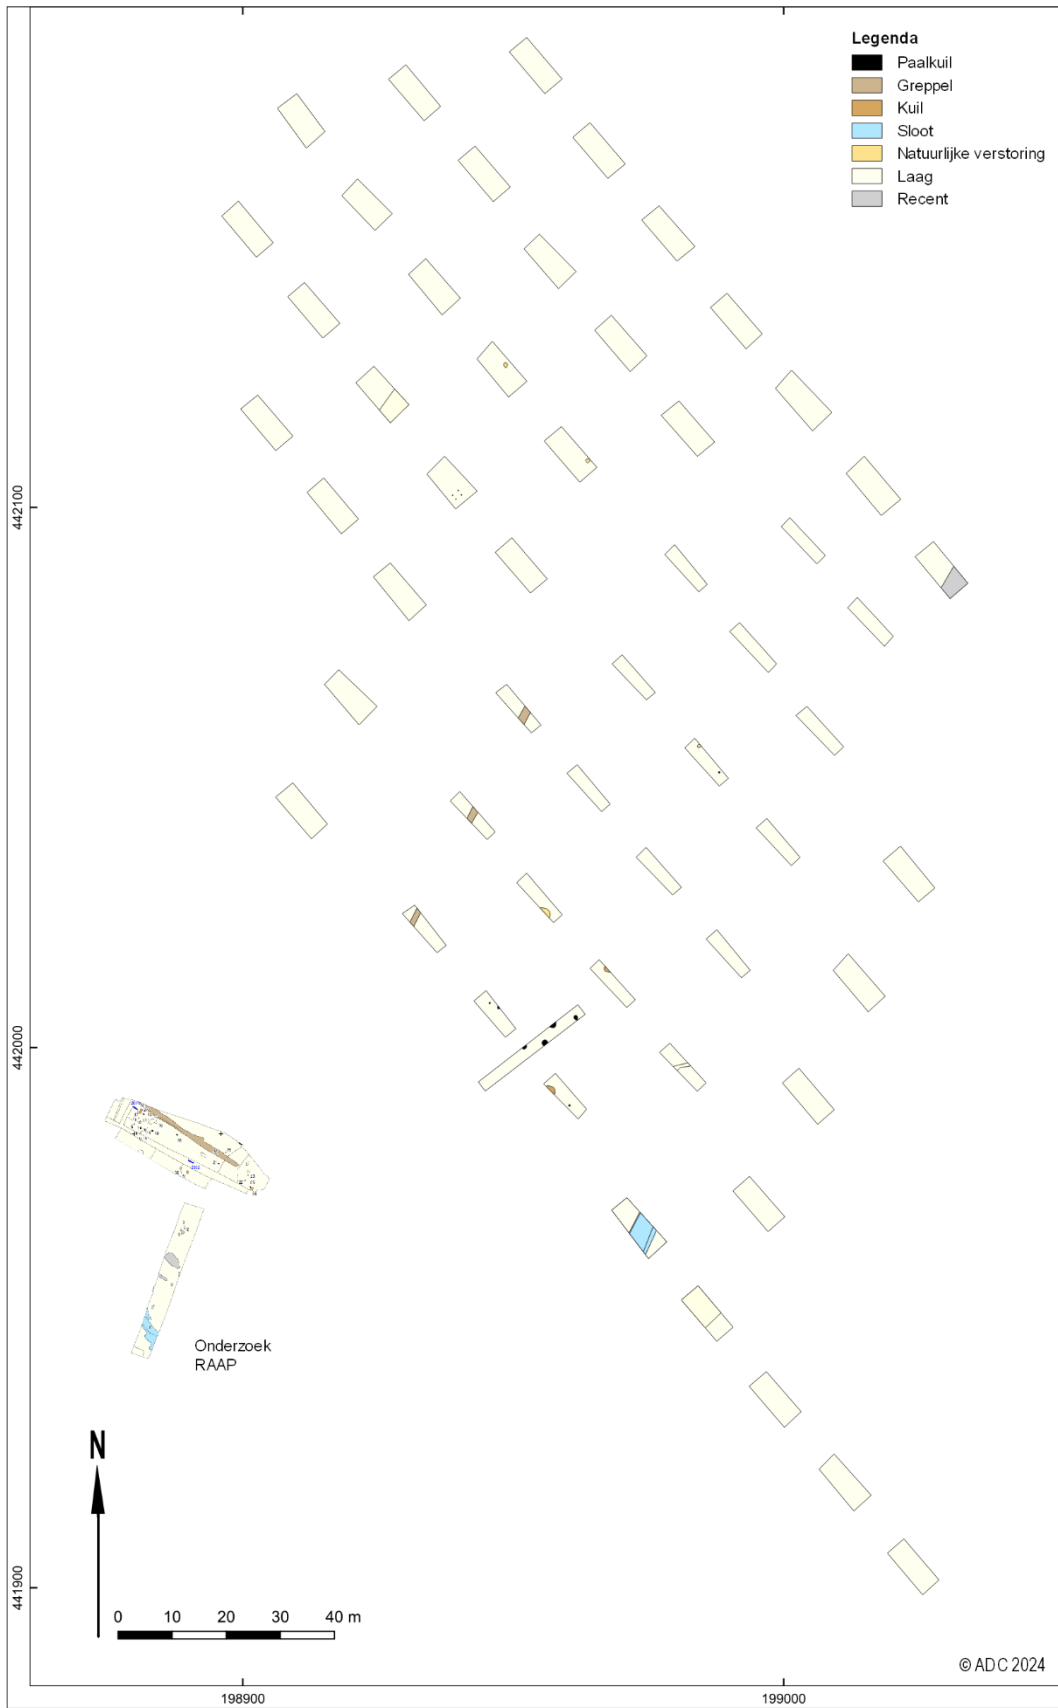 Legenda
Paalkuil
Greppel
Kuil
Sloot
Natuurlijke verstoring
Laag
Recent
442100
442000
441900
Onderzoek
RAAP
N
0 10 20 30 40 m
© ADC 2024
198900 199000